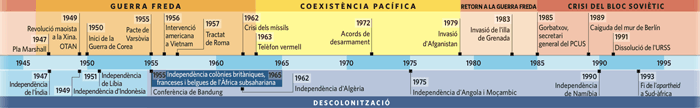 GUERRA FREDA
COEXISTÈNCIA PACÍFICA
RETORN A LA GUERRA FREDA
CRISI DEL BLOC SOVIÈTIC
1949
Revolució maoista
a la Xina.
OTAN
1947
Pla Marshall
1950
Inici de la
Guerra de Corea
1955
Pacte de
Varsòvia
1956
Intervenció
americana
a Vietnam
1957
Tractat
de Roma
1962
Crisi dels míssils
1963
Telèfon vermell
1972
Acords de
desarmament
1979
Invasió
d'Afganistan
1983
Invasió de l'illa
de Grenada
1985
Gorbatxov,
secretari
general del PCUS
1989
Caiguda del mur de Berlín
1991
Dissolució de l'URSS
1945
1950
1955
1960
1965
1970
1975
1980
1985
1990
1995
1947
Independència
de l'Índia
1949
Independència d'Indonèsia
1951
Independència
de Líbia
1955
Independència colònies britàniques,
franceses i belgues de l'Àfrica subsahariana
1965
1955
Conferència de Bandung
1962
Independència d'Algèria
1975
Independència d'Angola i Moçambic
1990
Independència
de Namíbia
1993
Fi de l'apartheid
a Sud-àfrica
DESCOLONITZACIÓ